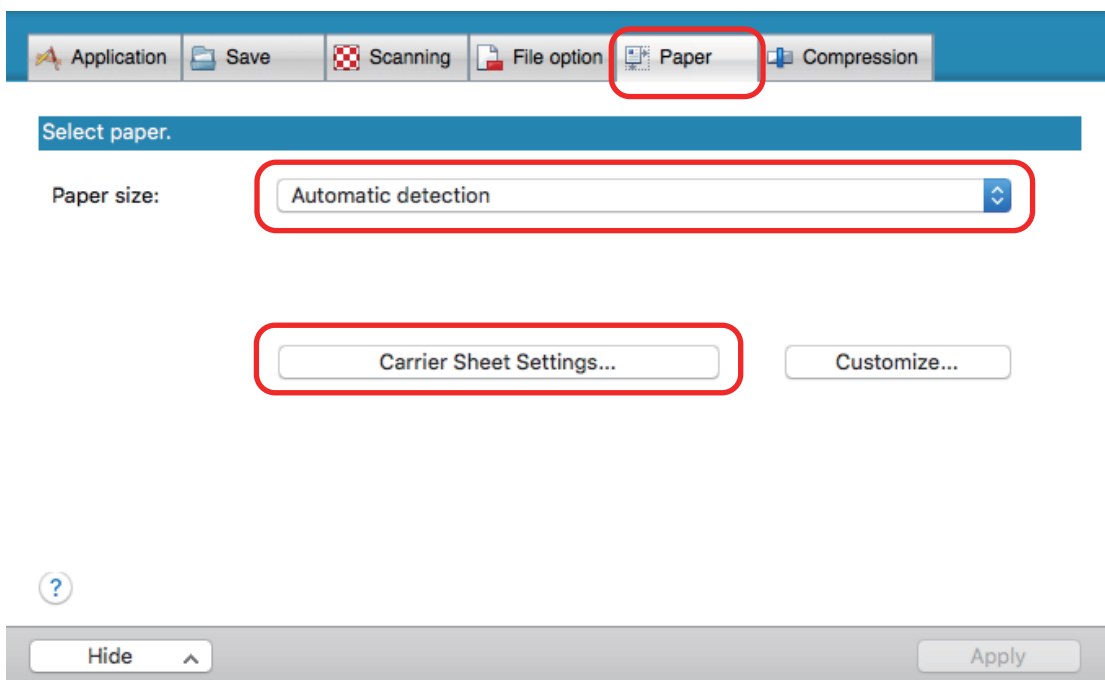 Application Save Scanning File option Paper Compression
Select paper.
Paper size: Automatic detection
Carrier Sheet Settings... Customize...
?
Hide Apply